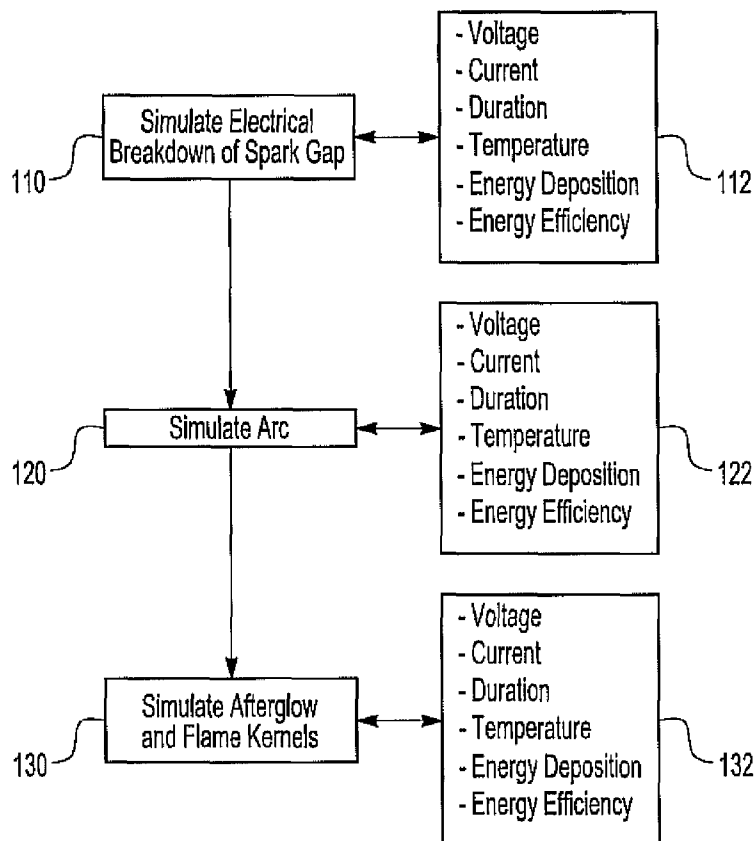 Simulate Electrical
Breakdown of Spark Gap
110
- Voltage
- Current
- Duration
- Temperature
- Energy Deposition
- Energy Efficiency
112
Simulate Arc
120
- Voltage
- Current
- Duration
- Temperature
- Energy Deposition
- Energy Efficiency
122
Simulate Afterglow
and Flame Kernels
130
- Voltage
- Current
- Duration
- Temperature
- Energy Deposition
- Energy Efficiency
132